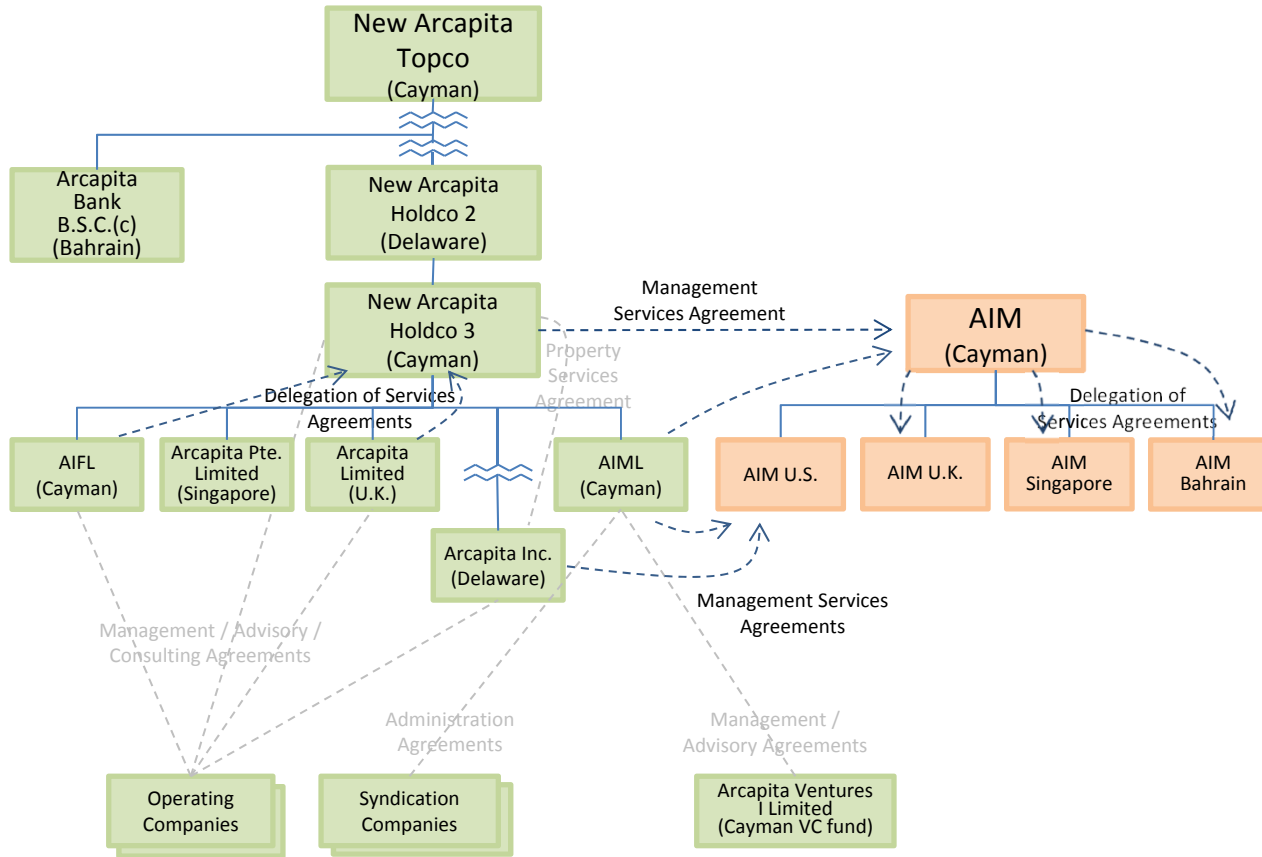 New Arcapita
Topco
(Cayman)
Arcapita
Bank
B.S.C.(c)
(Bahrain)
New Arcapita
Holdco 2
(Delaware)
New Arcapita
Holdco 3
(Cayman)
Management
Services Agreement
AIM
(Cayman)
Property
Services
Agreement
Delegation of Services
Agreements
Delegation of
Services Agreements
AIFL
(Cayman)
Arcapita Pte.
Limited
(Singapore)
Arcapita
Limited
(U.K.)
AIML
(Cayman)
AIM U.S.
AIM U.K.
AIM
Singapore
AIM
Bahrain
Arcapita Inc.
(Delaware)
Management Services
Agreements
Management / Advisory /
Consulting Agreements
Administration
Agreements
Management /
Advisory Agreements
Operating
Companies
Syndication
Companies
Arcapita Ventures
I Limited
(Cayman VC fund)